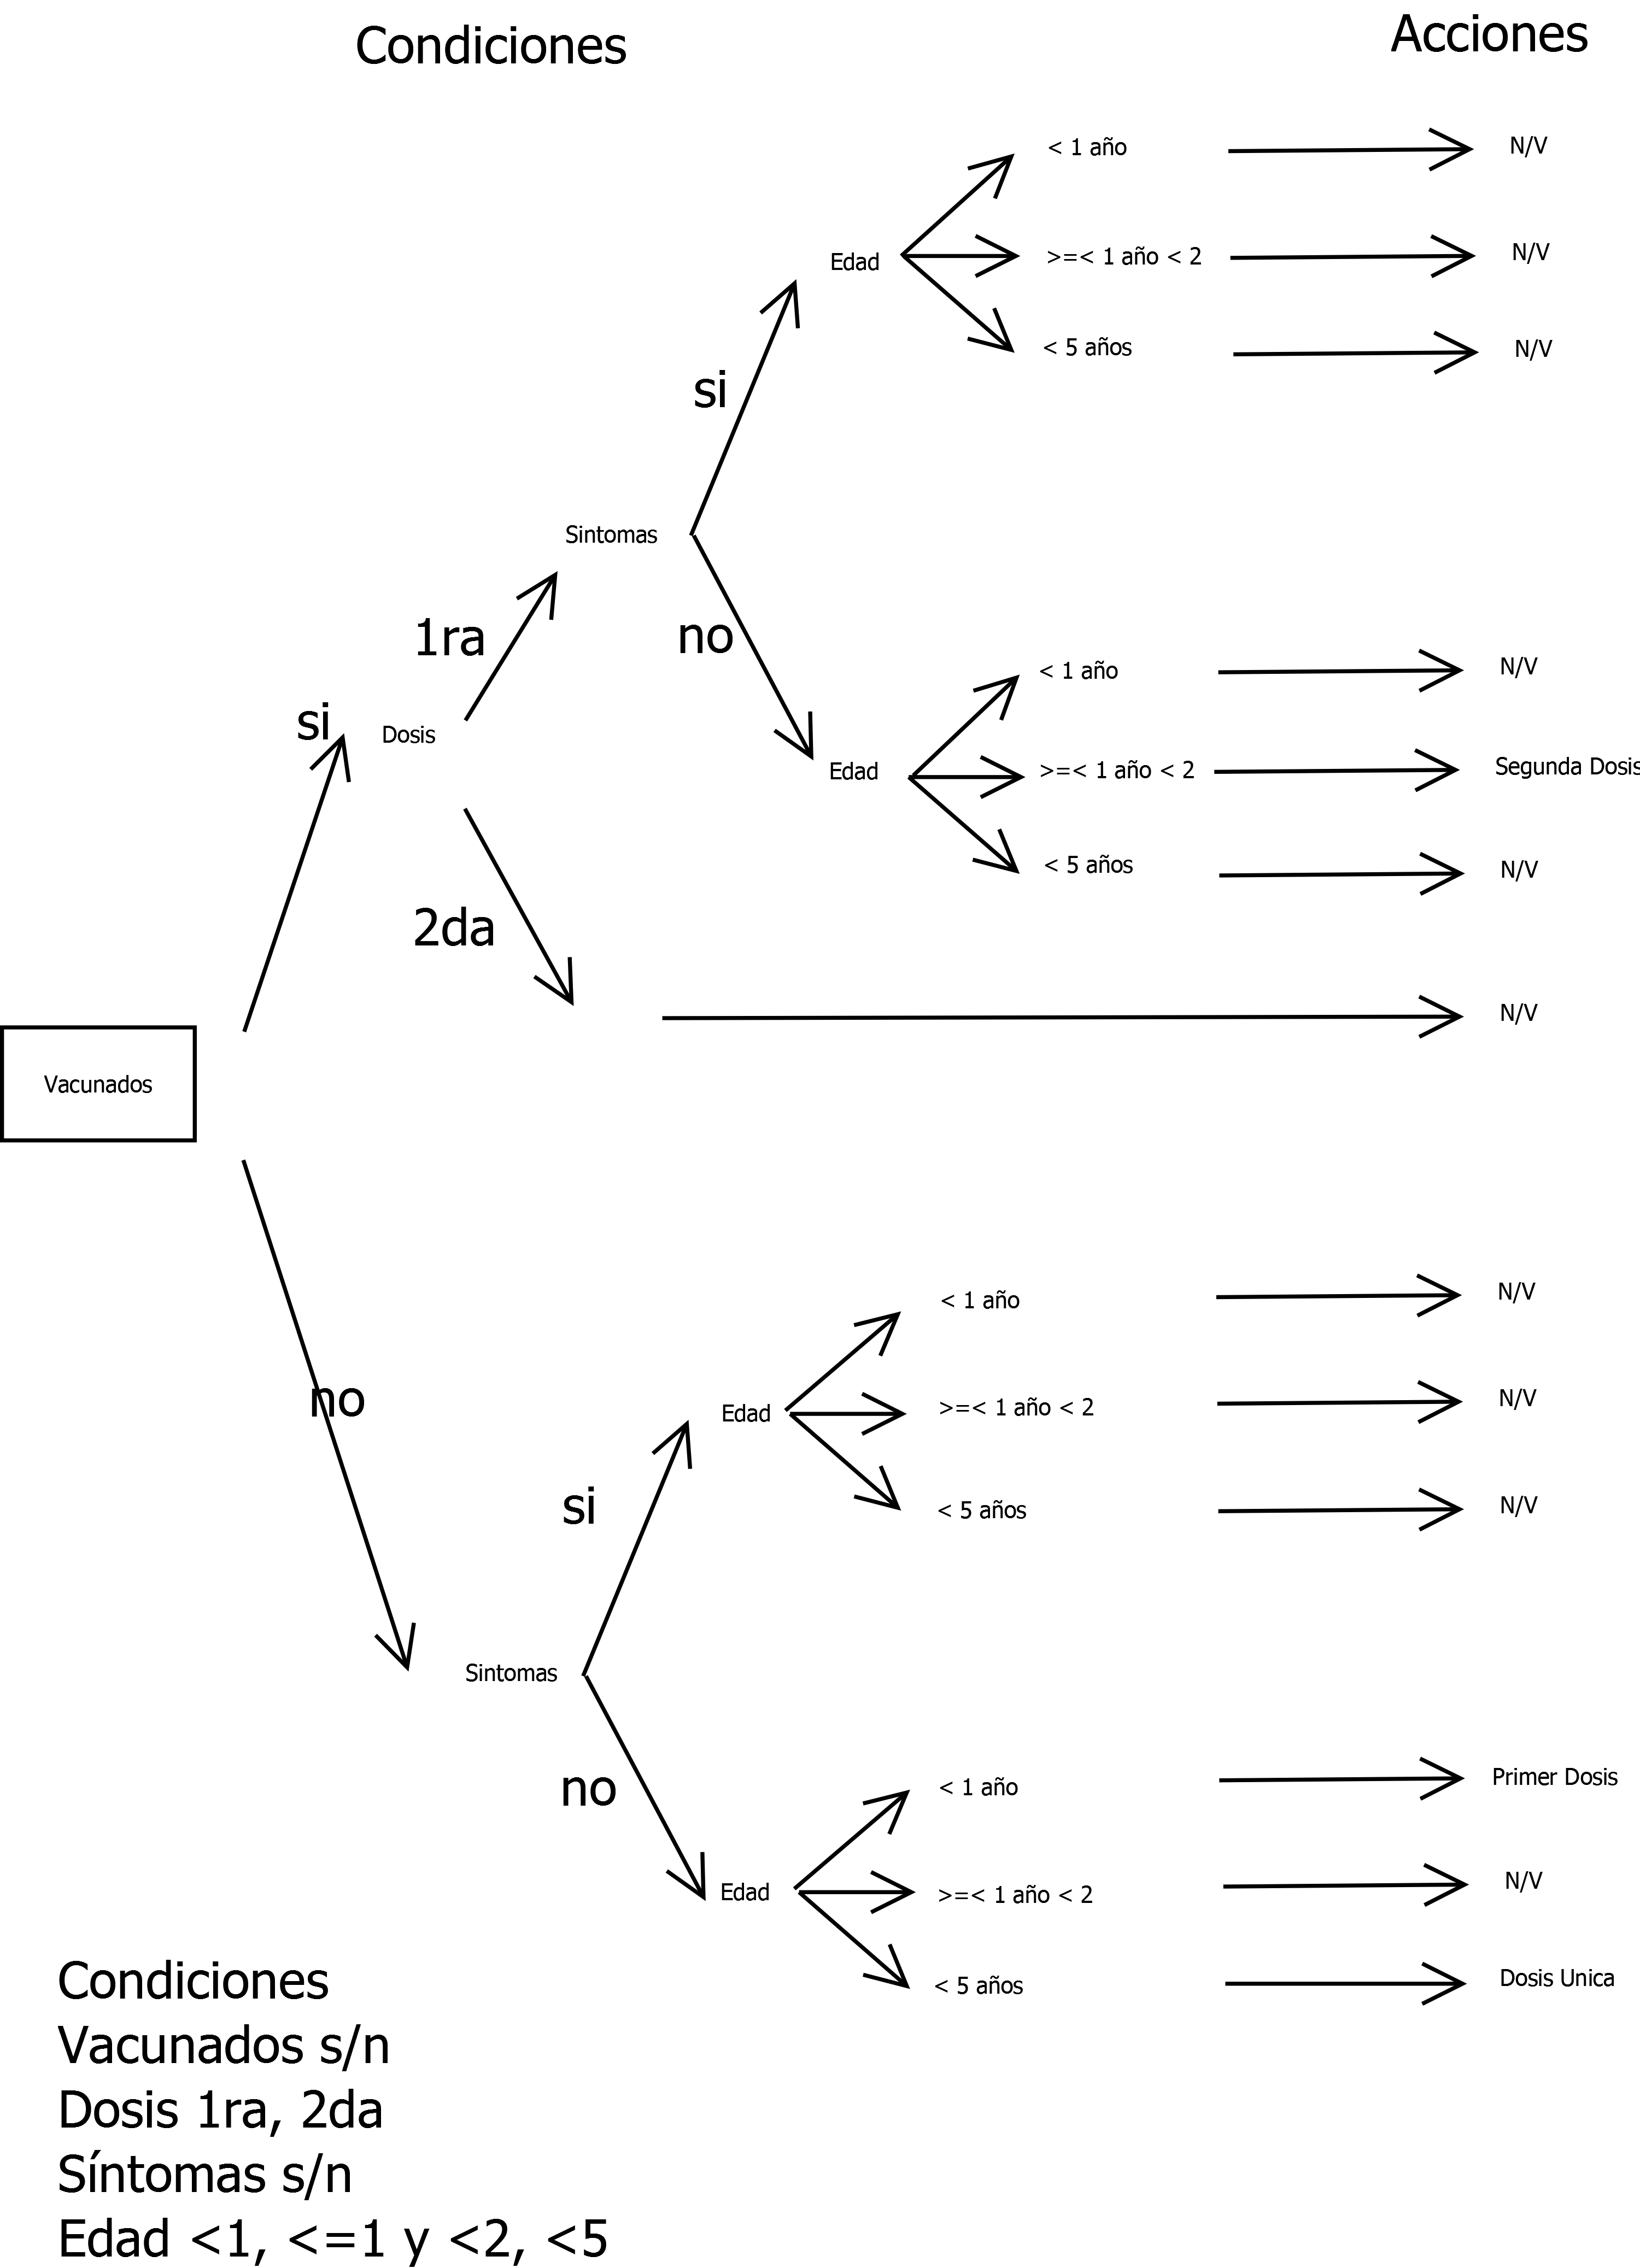 Condiciones
Acciones
< 1 año
N/V
Edad
>=< 1 año < 2
N/V
< 5 años
N/V
si
Sintomas
1ra
no
< 1 año
N/V
si
Dosis
Edad
>=< 1 año < 2
Segunda Dosis
< 5 años
N/V
2da
N/V
Vacunados
< 1 año
N/V
no
Edad
>=< 1 año < 2
N/V
si
< 5 años
N/V
Sintomas
no
< 1 año
Primer Dosis
Edad
>=< 1 año < 2
N/V
< 5 años
Dosis Unica
Condiciones
Vacunados s/n
Dosis 1ra, 2da
Síntomas s/n
Edad <1, <=1 y <2, <5